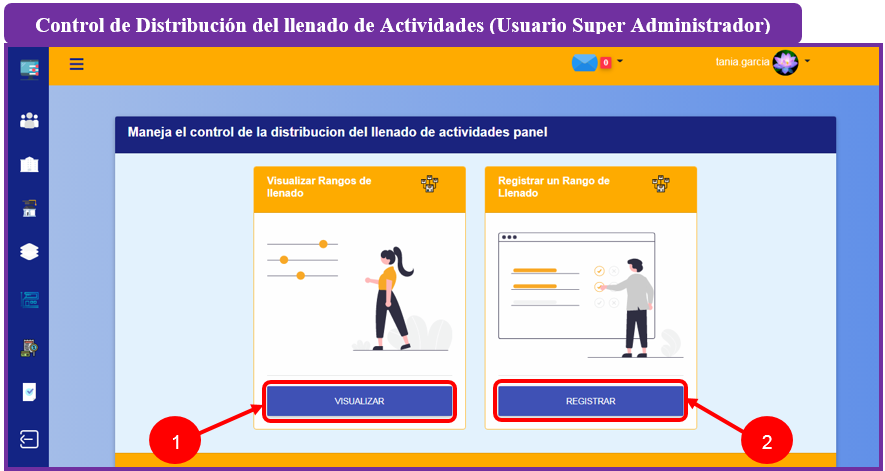 Control de Distribución del llenado de Actividades (Usuario Super Administrador)
0
tania.garcia
Maneja el control de la distribucion del llenado de actividades panel
Visualizar Rangos de
llenado
Registrar un Rango de
Llenado
VISUALIZAR
REGISTRAR
1
2